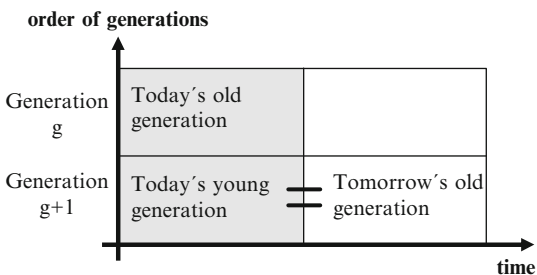 order of generations
Generation
g
Today´s old
generation
Generation
g+1
Today´s young
generation
Tomorrow´s old
generation
time